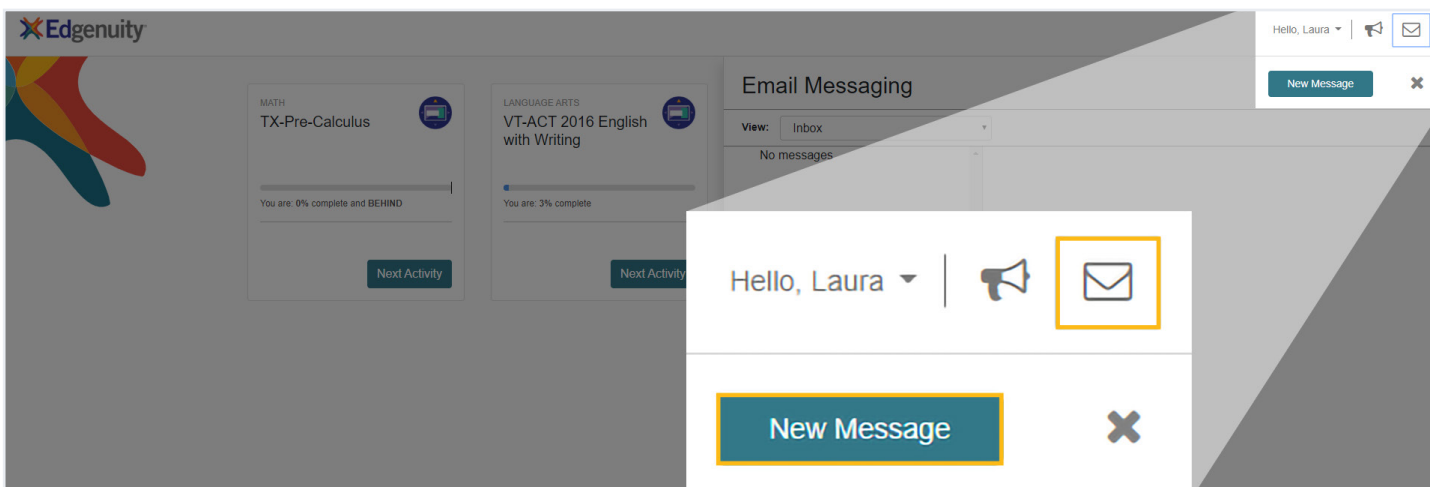 Edgenuity
Hello, Laura
New Message
MATH
TX-Pre-Calculus
You are: 0% complete and BEHIND
Next Activity
LANGUAGE ARTS
VT-ACT 2016 English
with Writing
You are: 3% complete
Next Activity
Email Messaging
View: Inbox
No messages
Hello, Laura
New Message